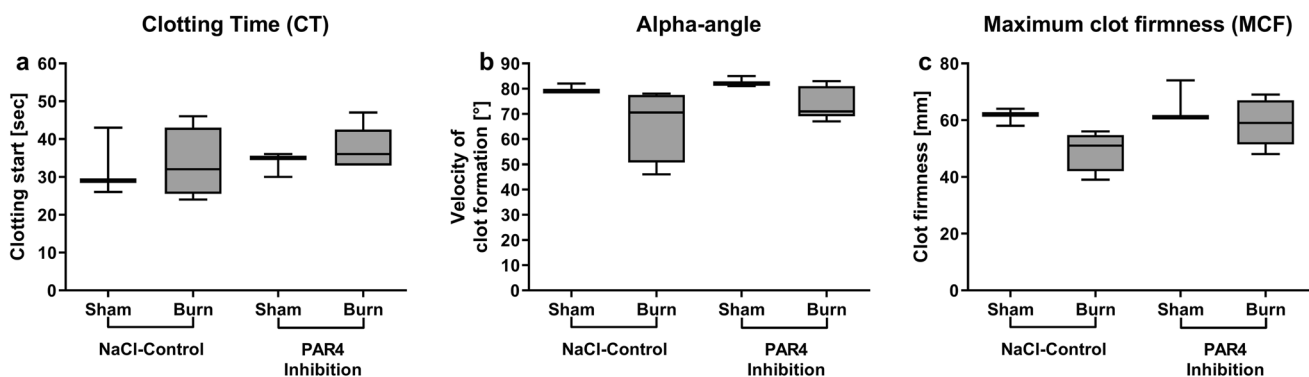 Clotting Time (CT)
a
Clotting start [sec]
60
50
40
30
20
10
0
Sham
Burn
Sham
Burn
NaCl-Control
PAR4
Inhibition
Alpha-angle
b
Velocity of
clot formation [°]
90
80
70
60
50
40
30
20
10
0
Sham
Burn
Sham
Burn
NaCl-Control
PAR4
Inhibition
Maximum clot firmness (MCF)
c
Clot firmness [mm]
80
60
40
20
0
Sham
Burn
Sham
Burn
NaCl-Control
PAR4
Inhibition